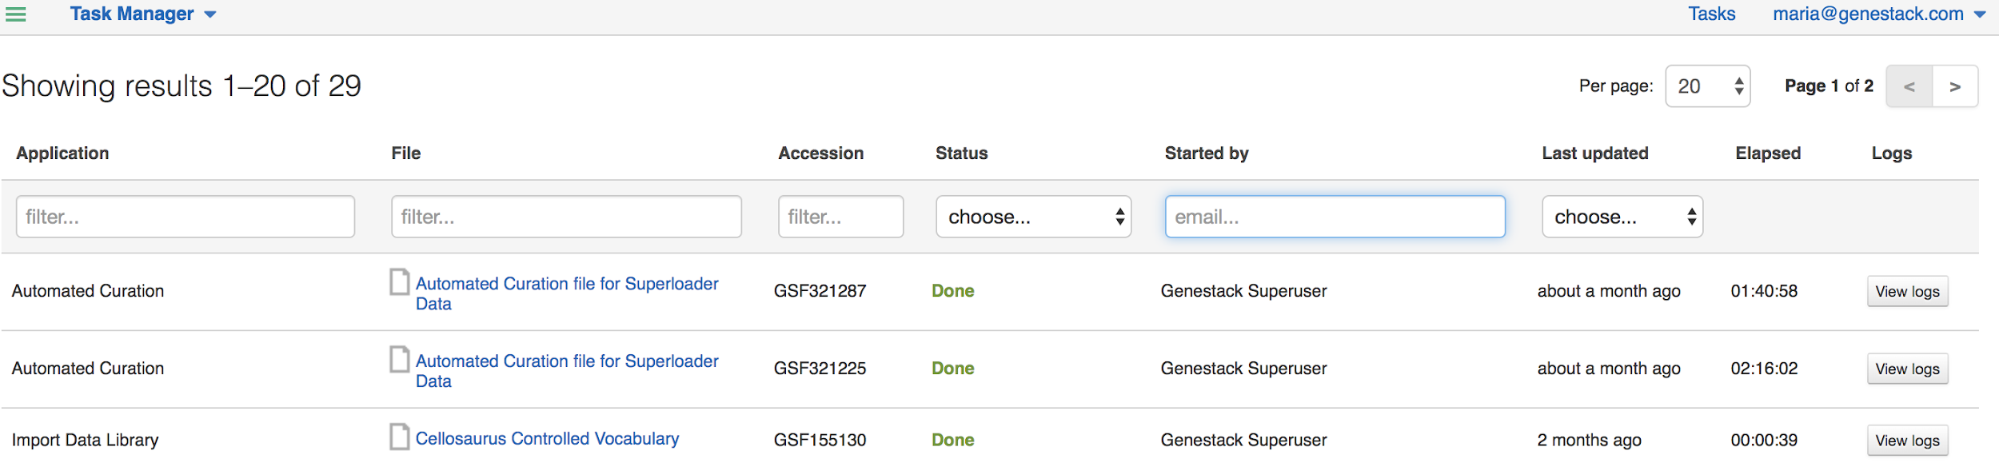 Task Manager Tasks maria@genestack.com
Showing results 1–20 of 29 Per page: 20 Page 1 of 2 < >
Application File Accession Status Started by Last updated Elapsed Logs
filter... filter... filter... choose... email... choose...
Automated Curation Automated Curation file for Superloader GSF321287 Done Genestack Superuser about a month ago 01:40:58 View logs
Data
Automated Curation Automated Curation file for Superloader GSF321225 Done Genestack Superuser about a month ago 02:16:02 View logs
Data
Import Data Library Cellosaurus Controlled Vocabulary GSF155130 Done Genestack Superuser 2 months ago 00:00:39 View logs